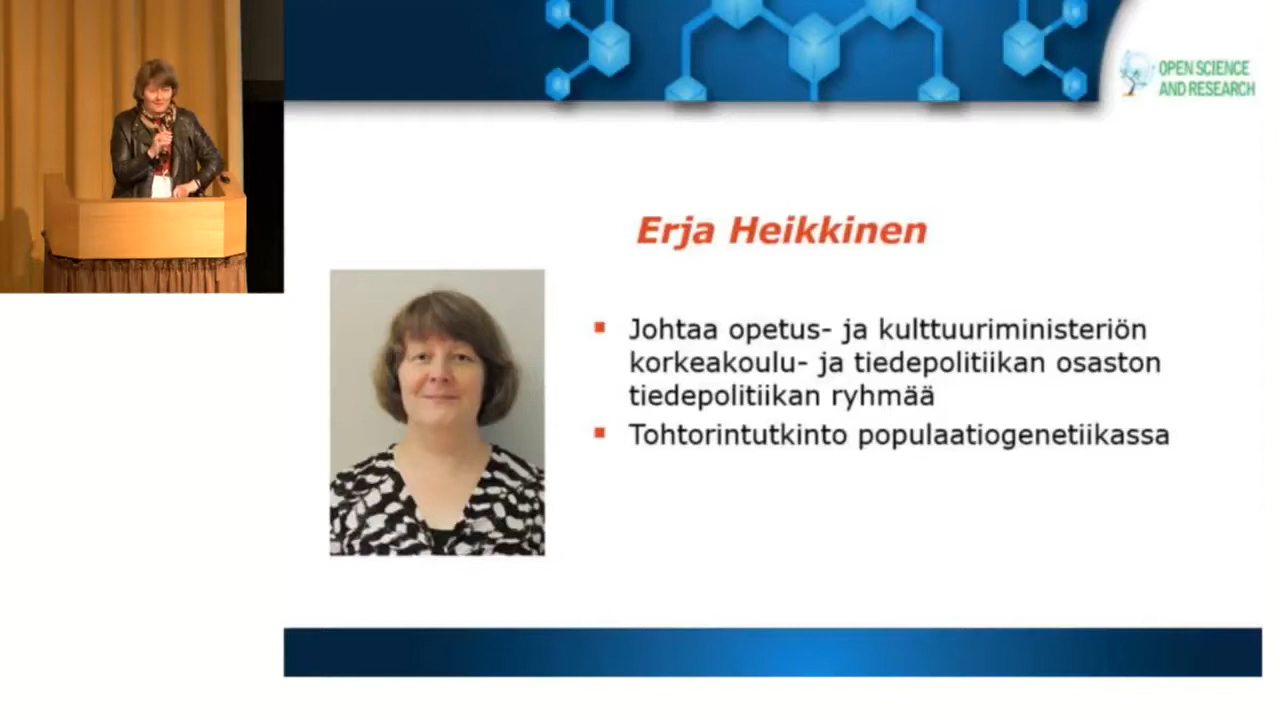 OPEN SCIENCE
AND RESEARCH
Erja Heikkinen
Johtaa opetus- ja kulttuuriministeriön
korkeakoulu- ja tiedepolitiikan osaston
tiedepolitiikan ryhmää
Tohtorintutkinto populaatiogenetiikassa